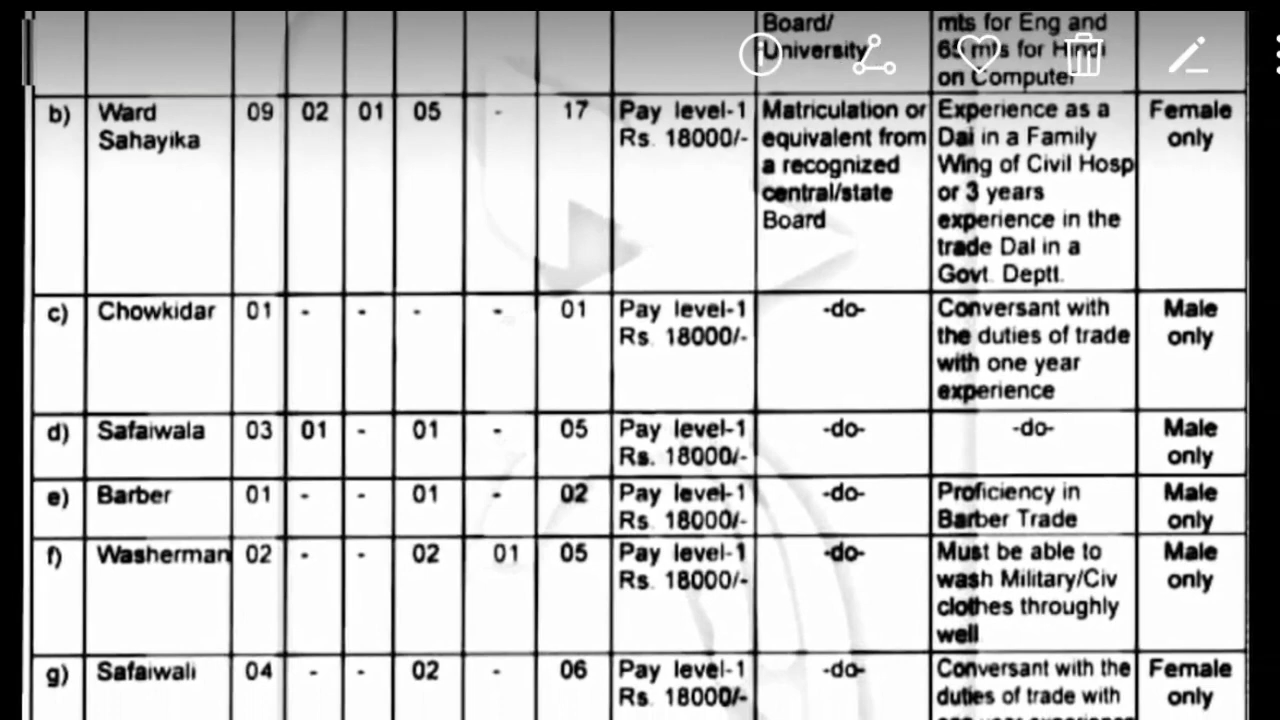 Board/
University
mts for Eng and
65 mts for Hindi
on Computer
b) Ward
Sahayika
09 02 01 05 - 17
Pay level-1
Rs. 18000/-
Matriculation or
equivalent from
a recognized
central/state
Board
Experience as a
Dai in a Family
Wing of Civil Hosp
or 3 years
experience in the
trade Dal in a
Govt. Deptt.
Female
only
c) Chowkidar 01 - - - - 01
Pay level-1
Rs. 18000/-
-do-
Conversant with
the duties of trade
with one year
experience
Male
only
d) Safaiwala 03 01 - 01 - 05
Pay level-1
Rs. 18000/-
-do-
-do-
Male
only
e) Barber 01 - - 01 - 02
Pay level-1
Rs. 18000/-
-do-
Proficiency in
Barber Trade
Male
only
f) Washerman 02 - - 02 01 05
Pay level-1
Rs. 18000/-
-do-
Must be able to
wash Military/Civ
clothes throughly
well
Male
only
g) Safaiwali 04 - - 02 - 06
Pay level-1
Rs. 18000/-
-do-
Conversant with the
duties of trade with
one year experience
Female
only